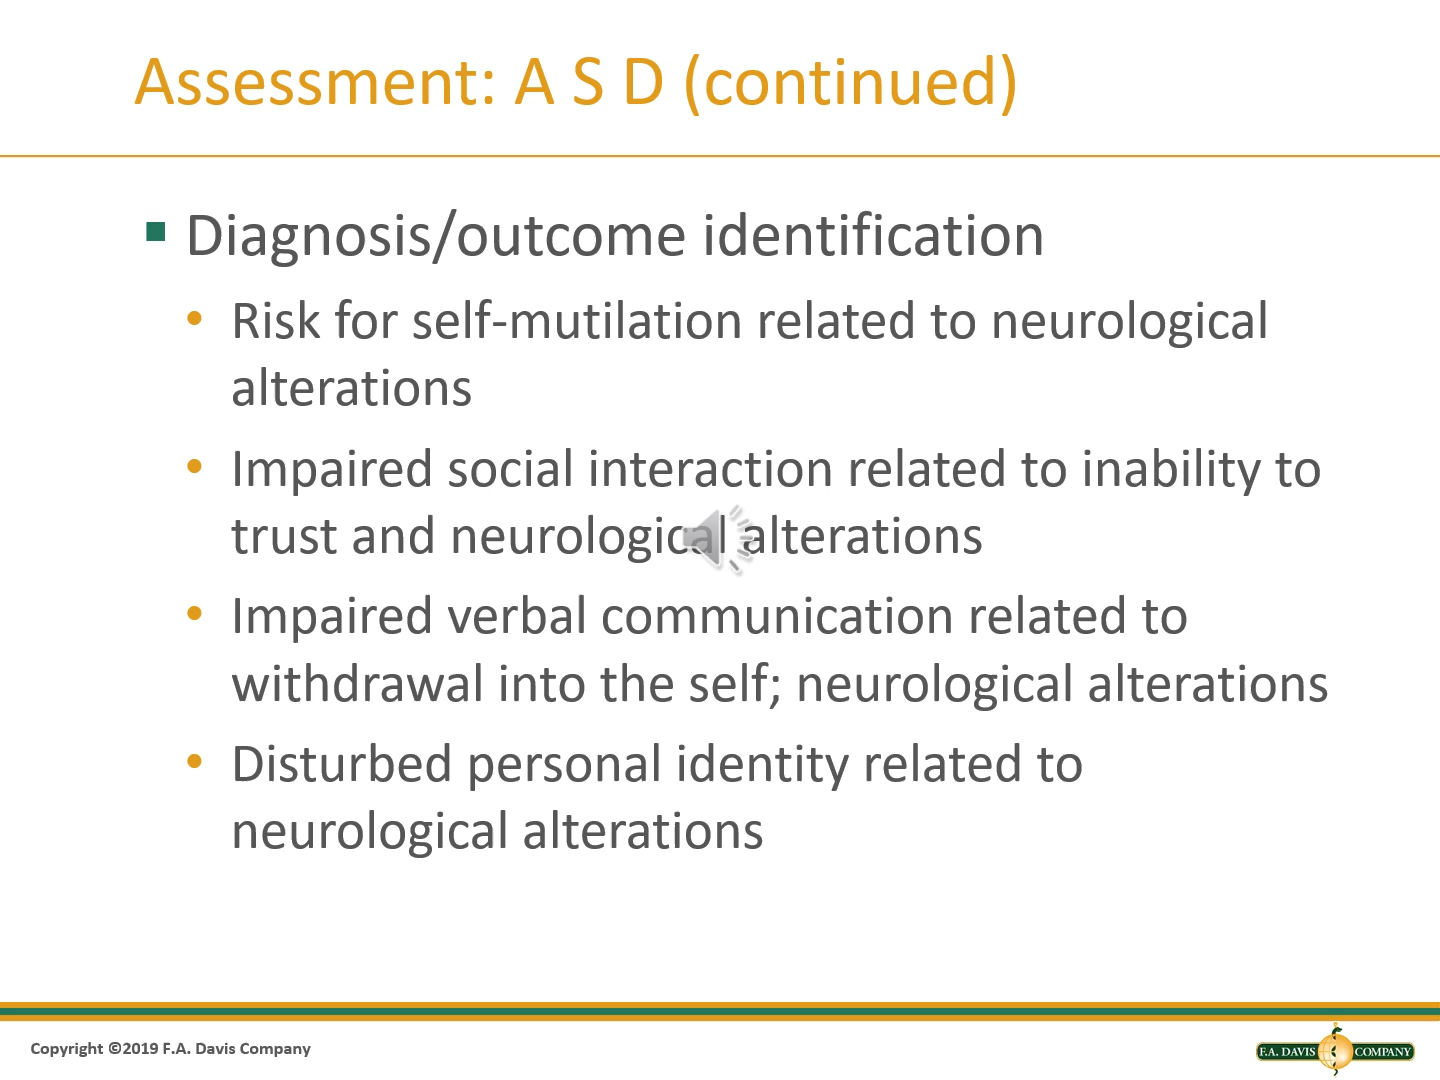 Assessment: A S D (continued)
Diagnosis/outcome identification
Risk for self-mutilation related to neurological
alterations
Impaired social interaction related to inability to
trust and neurological alterations
Impaired verbal communication related to
withdrawal into the self; neurological alterations
Disturbed personal identity related to
neurological alterations
Copyright ©2019 F.A. Davis Company
F.A. DAVIS COMPANY